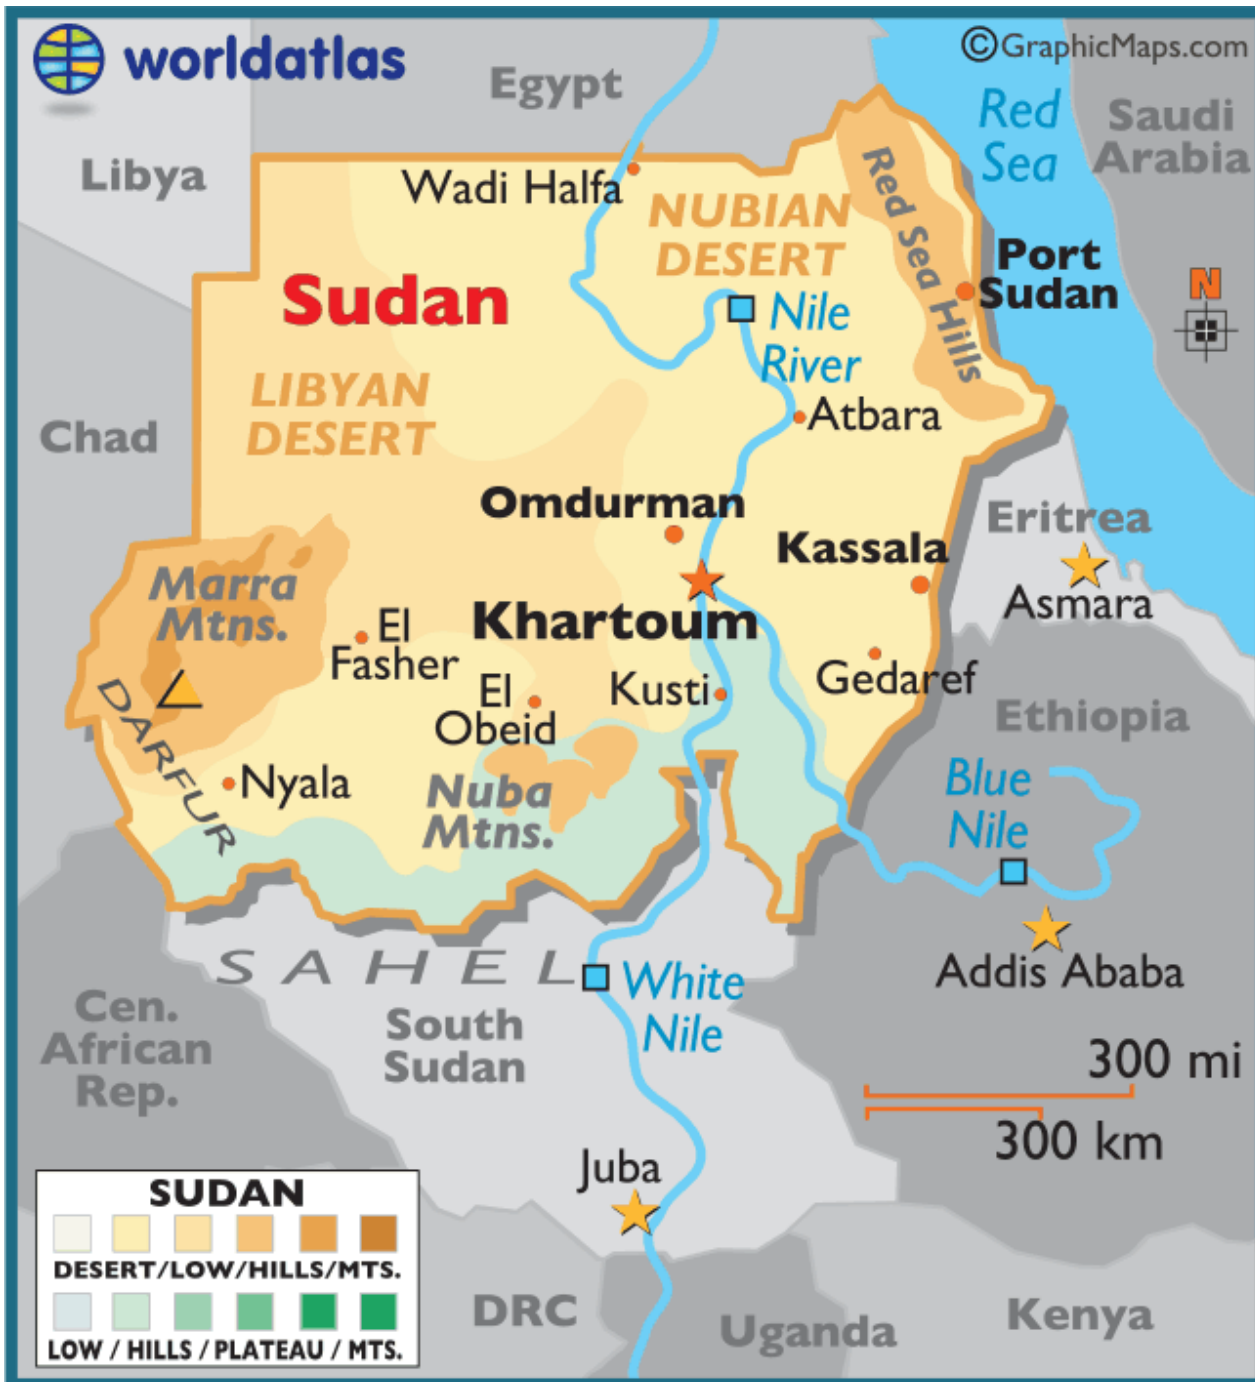 worldatlas
©GraphicMaps.com
Egypt
Red
Sea
Saudi
Arabia
Libya
Wadi Halfa
NUBIAN
DESERT
Red Sea Hills
Port
Sudan
N
Sudan
Nile
River
LIBYAN
DESERT
Chad
Atbara
Omdurman
Kassala
Eritrea
Asmara
Marra
Mtns.
Khartoum
El
Fasher
El
Obeid
Kusti
Gedaref
Ethiopia
DARFUR
Nyala
Nuba
Mtns.
Blue
Nile
SAHEL
White
Nile
Addis Ababa
Cen.
African
Rep.
South
Sudan
300 mi
300 km
Juba
SUDAN
DESERT/LOW/HILLS/MTS.
LOW / HILLS / PLATEAU / MTS.
DRC
Uganda
Kenya